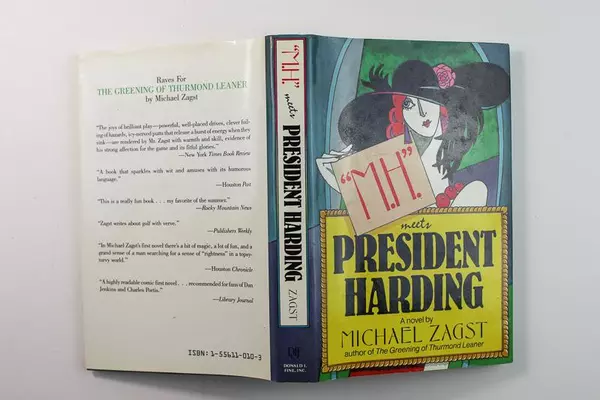 Raves For
THE GREENING OF THURMOND LEANER
by Michael Zagst
"The joys of brilliant play—powerful, well-placed drives, clever foil-
ing of hazards, icy-nerved putts that release a burst of energy when they
sink—are rendered by Mr. Zagst with warmth and skill, evidence of
his strong affection for the game and its fitful glories."
—New York Times Book Review
"A book that sparkles with wit and amuses with its humorous
language."
—Houston Post
"This is a really fun book . . . my favorite of the summer."
—Rocky Mountain News
"Zagst writes about golf with verve."
—Publishers Weekly
"In Michael Zagst's first novel there's a bit of magic, a lot of fun, and a
grand sense of a man searching for a sense of "rightness" in a topsy-
turvy world."
—Houston Chronicle
"A highly readable comic first novel . . . recommended for fans of Dan
Jenkins and Charles Portis."
—Library Journal
ISBN: 1-55611-010-3
"M.H." meets PRESIDENT HARDING ZAGST
DONALD I.
FINE, INC.
"M.H."
meets
PRESIDENT
HARDING
A novel by
MICHAEL ZAGST
author of The Greening of Thurmond Leaner